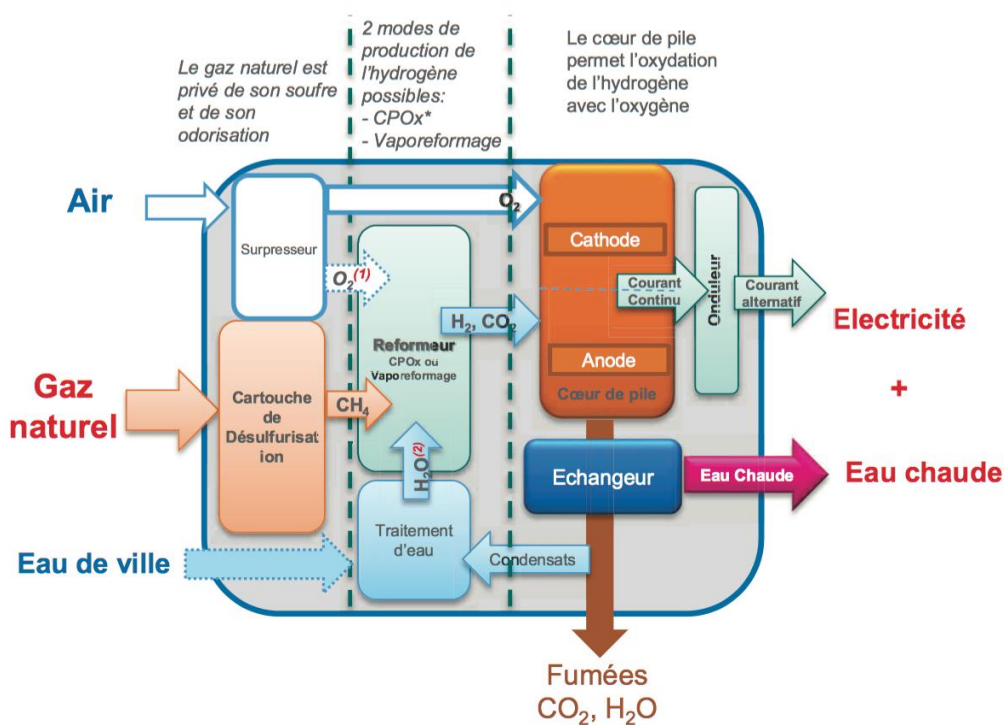 Le gaz naturel est
privé de son soufre
et de son
odorisation
2 modes de
production de
l'hydrogène
possibles:
- CPOx*
- Vaporeformage
Le cœur de pile
permet l'oxydation
de l'hydrogène
avec l'oxygène
Air
Surpresseur
O2
O2(1)
Cathode
Courant
Continu
Onduleur
Courant
alternatif
H2, CO2
Reformeur
CPOx ou
Vaporeformage
Anode
Cœur de pile
Electricité
+
Eau chaude
Gaz
naturel
Cartouche
de
Désulfurisat
ion
CH4
H2O(2)
Echangeur
Eau Chaude
Traitement
d'eau
Condensats
Eau de ville
Fumées
CO2, H2O